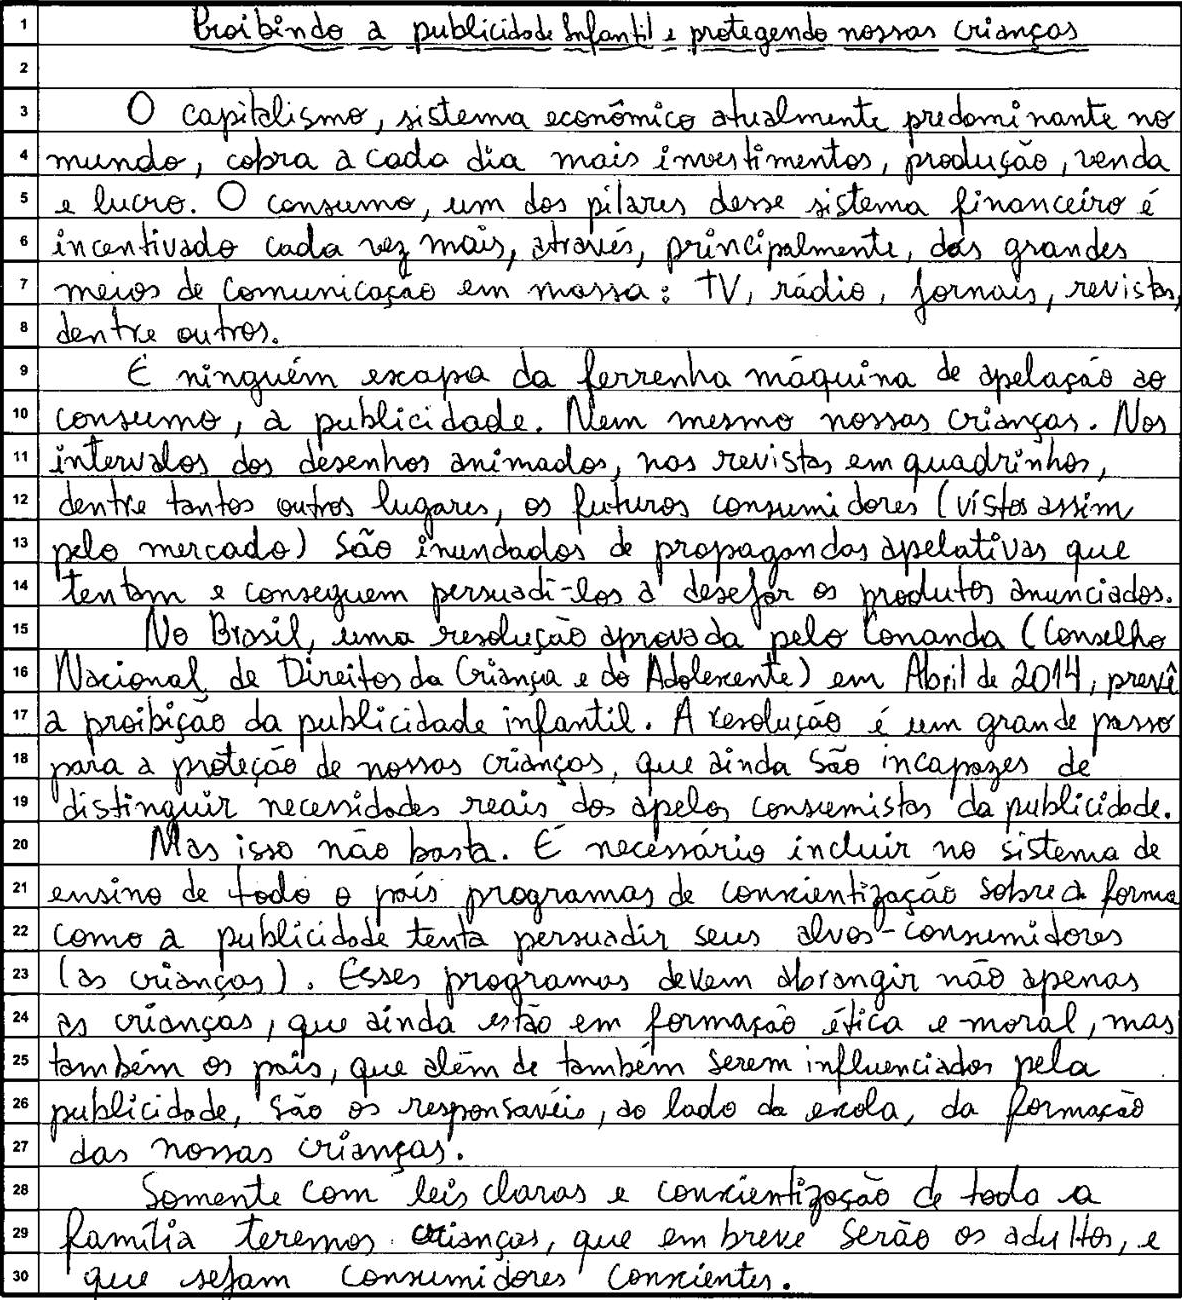 1 Proibindo a publicidade Infantil e protegendo nossas crianças
2
3 O capitalismo, sistema econômico atualmente predominante no
4 mundo, cobra a cada dia mais investimentos, produção, venda
5 e lucro. O consumo, um dos pilares desse sistema financeiro é
6 incentivado cada vez mais, através, principalmente, das grandes
7 meios de comunicação em massa: TV, rádio, jornais, revistas,
8 dentre outros.
9 E ninguém escapa da ferrenha máquina de apelação ao
10 consumo, a publicidade. Nem mesmo nossas crianças. Nos
11 intervalos dos desenhos animados, nas revistas em quadrinhos,
12 dentre tantos outros lugares, os futuros consumidores (vistos assim
13 pelo mercado) são inundados de propagandas apelativas que
14 tentam e conseguem persuadi-los a desejar os produtos anunciados.
15 No Brasil, uma resolução aprovada pelo Conanda (Conselho
16 Nacional de Direitos da Criança e do Adolescente) em Abril de 2014, prevê
17 a proibição da publicidade infantil. A resolução é um grande passo
18 para a proteção de nossas crianças, que ainda são incapazes de
19 distinguir necessidades reais dos apelos consumistas da publicidade.
20 Mas isso não basta. É necessário incluir no sistema de
21 ensino de todo o país programas de conscientização sobre a forma
22 como a publicidade tenta persuadir seus alvos-consumidores
23 (as crianças). Esses programas devem abrangir não apenas
24 as crianças, que ainda estão em formação ética e moral, mas
25 também os pais, que além de também serem influenciados pela
26 publicidade, são os responsavéis, ao lado da escola, da formação
27 das nossas crianças.
28 Somente com leis claras e conscientização de toda a
29 família teremos crianças, que em breve serão os adultos, e
30 que sejam consumidores conscientes.